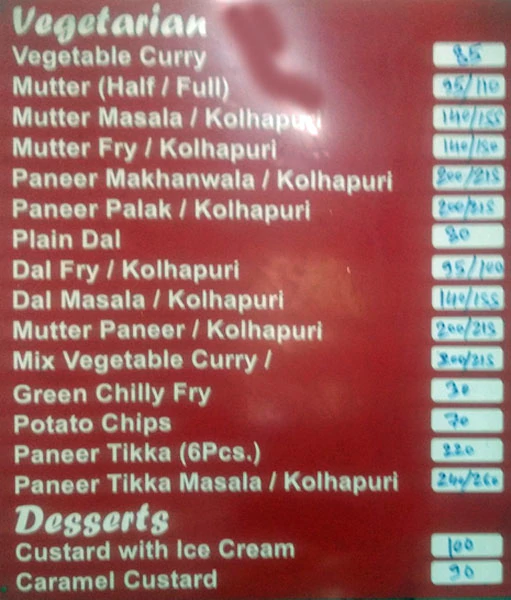 Vegetarian
Vegetable Curry 85
Mutter (Half / Full) 95/110
Mutter Masala / Kolhapuri 140/155
Mutter Fry / Kolhapuri 140/150
Paneer Makhanwala / Kolhapuri 200/215
Paneer Palak / Kolhapuri 200/215
Plain Dal 80
Dal Fry / Kolhapuri 95/100
Dal Masala / Kolhapuri 140/155
Mutter Paneer / Kolhapuri 200/215
Mix Vegetable Curry / 200/215
Green Chilly Fry 30
Potato Chips 70
Paneer Tikka (6Pcs.) 220
Paneer Tikka Masala / Kolhapuri 240/260
Desserts
Custard with Ice Cream 100
Caramel Custard 90